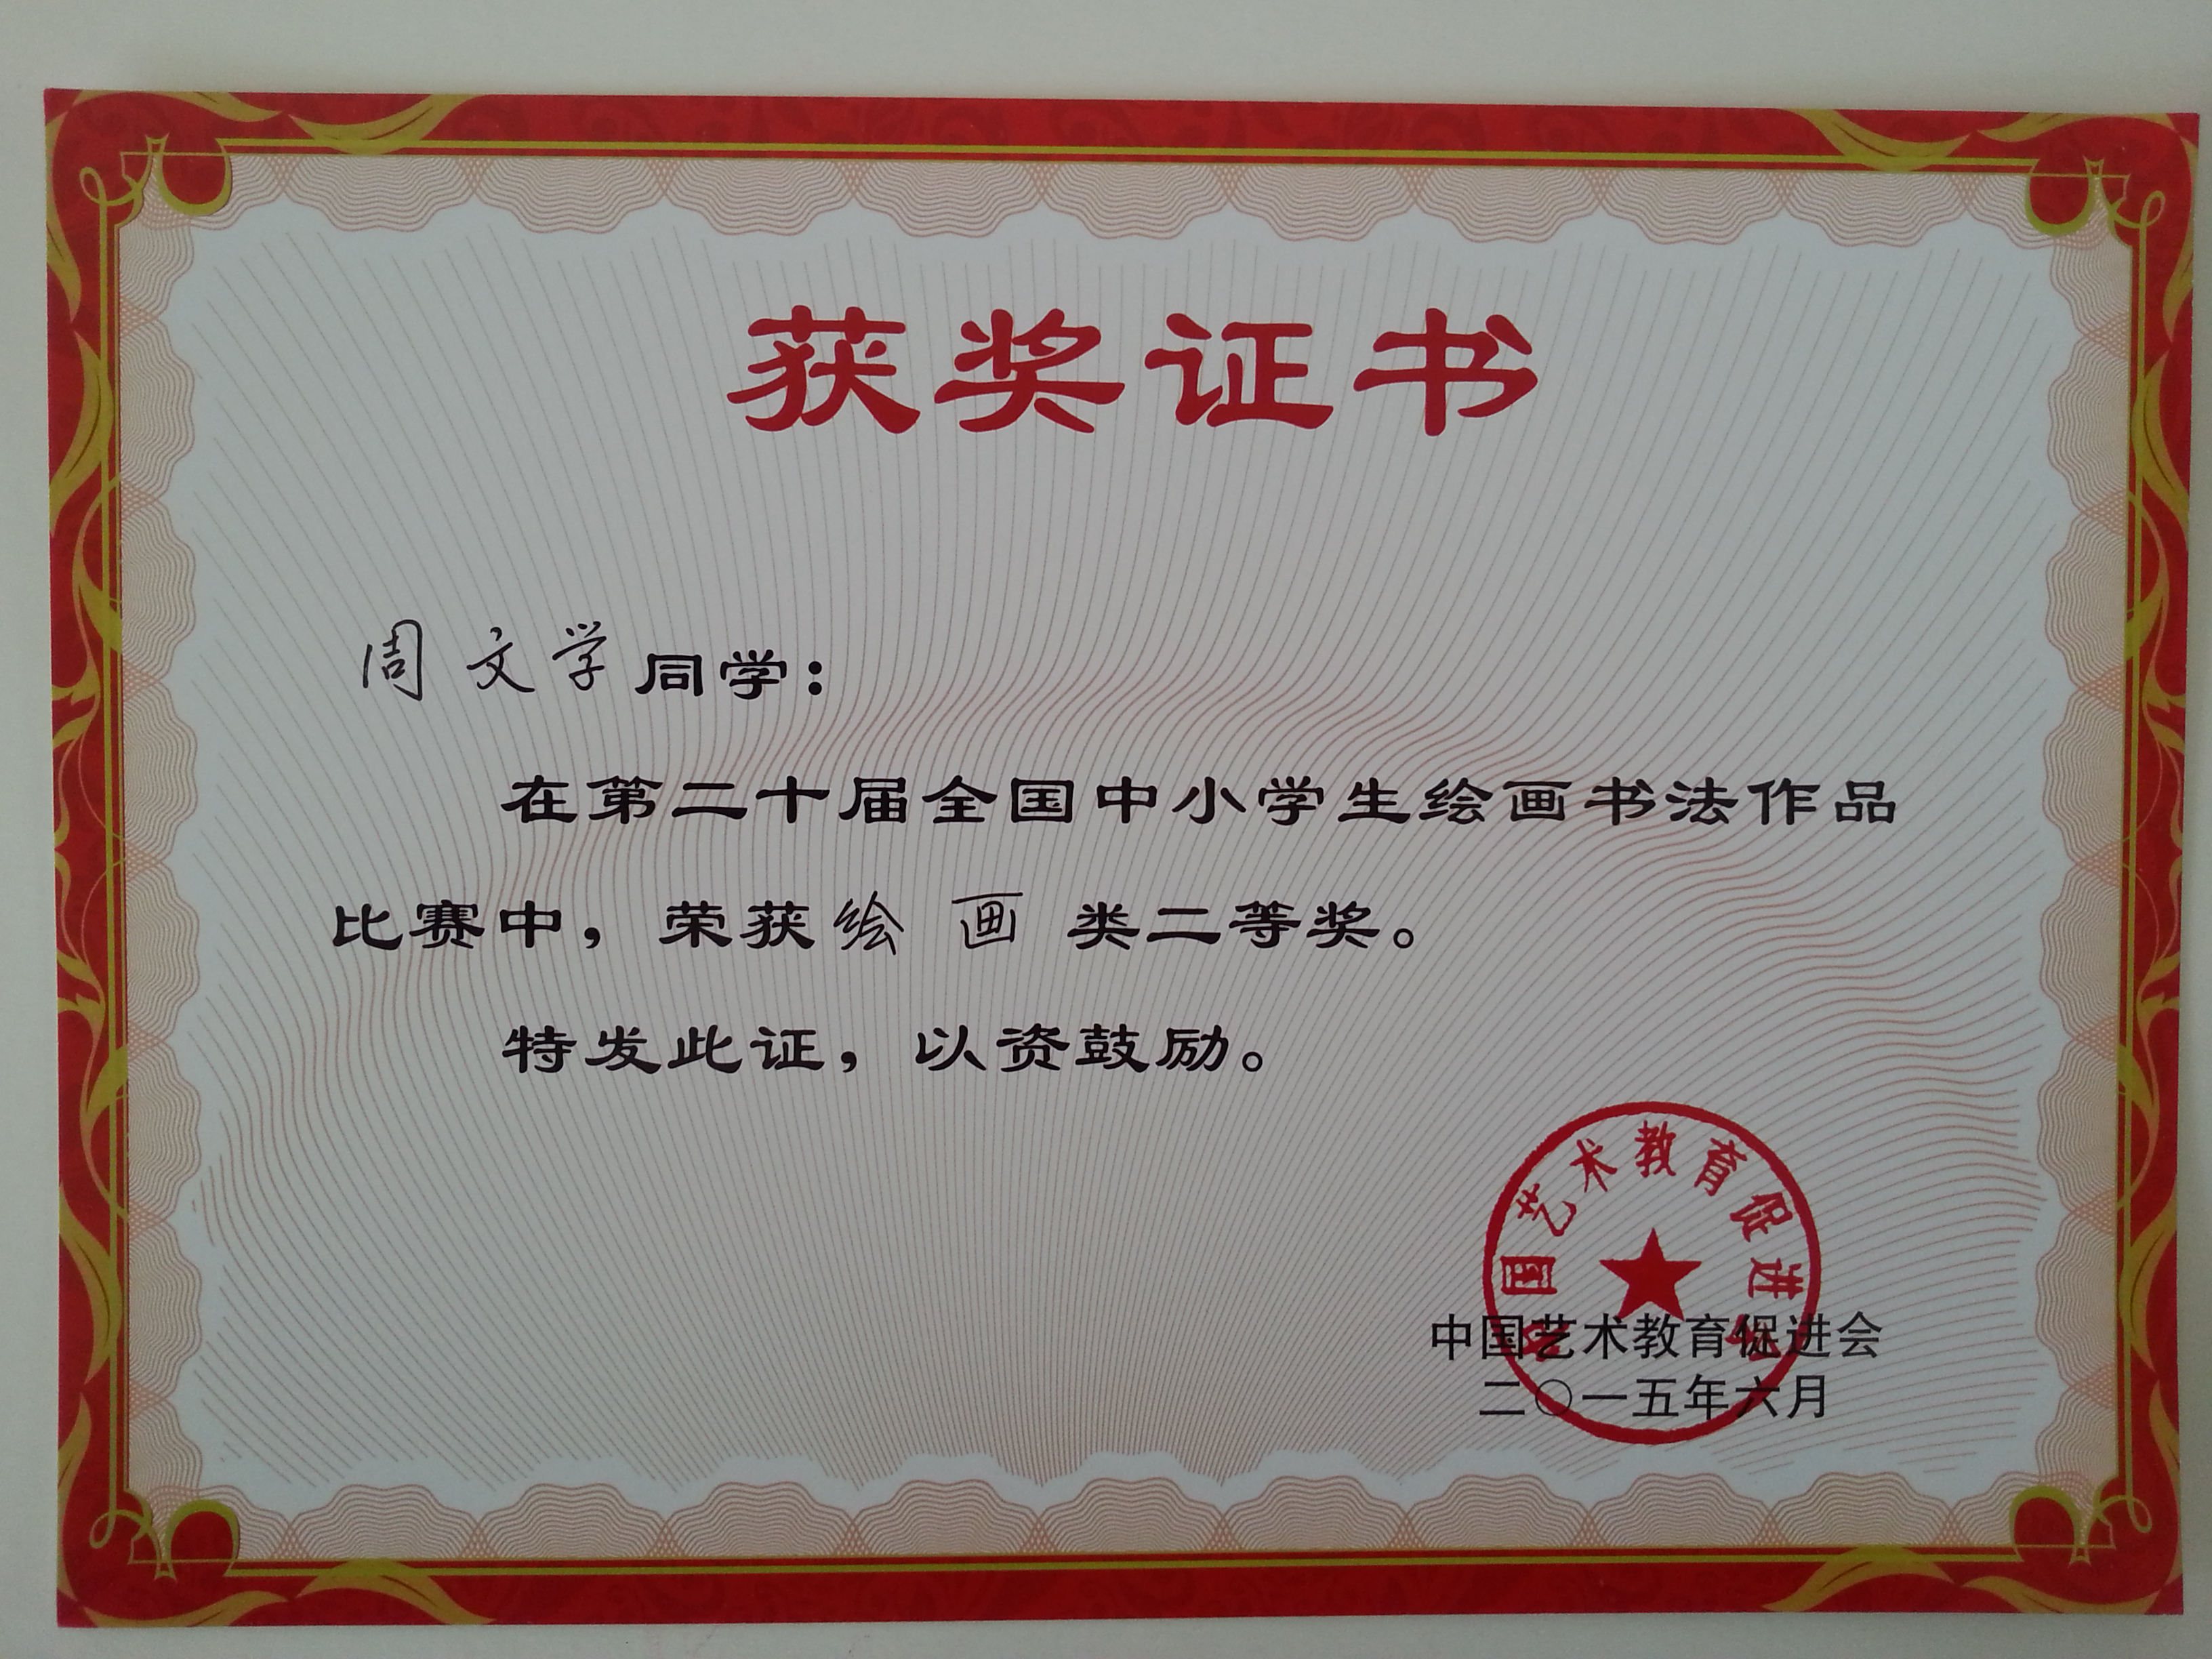 获奖证书
周文学同学：
在第二十届全国中小学生绘画书法作品
比赛中，荣获绘画类二等奖。
特发此证，以资鼓励。
中国艺术教育促进会
中国艺术教育促进会
二〇一五年六月